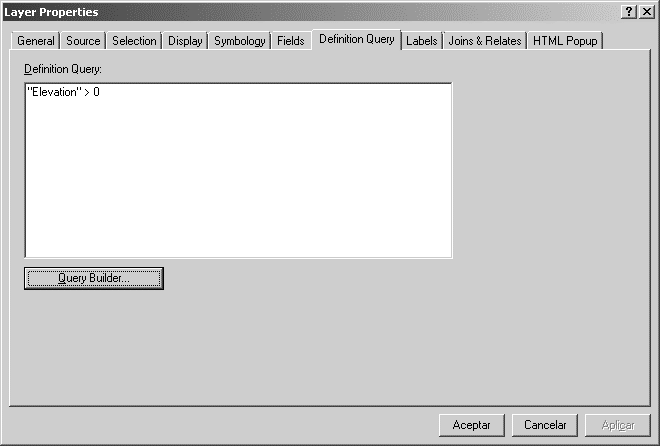 Layer Properties
General Source Selection Display Symbology Fields Definition Query Labels Joins & Relates HTML Popup
Definition Query:
"Elevation" > 0
Query Builder...
Aceptar Cancelar Aplicar